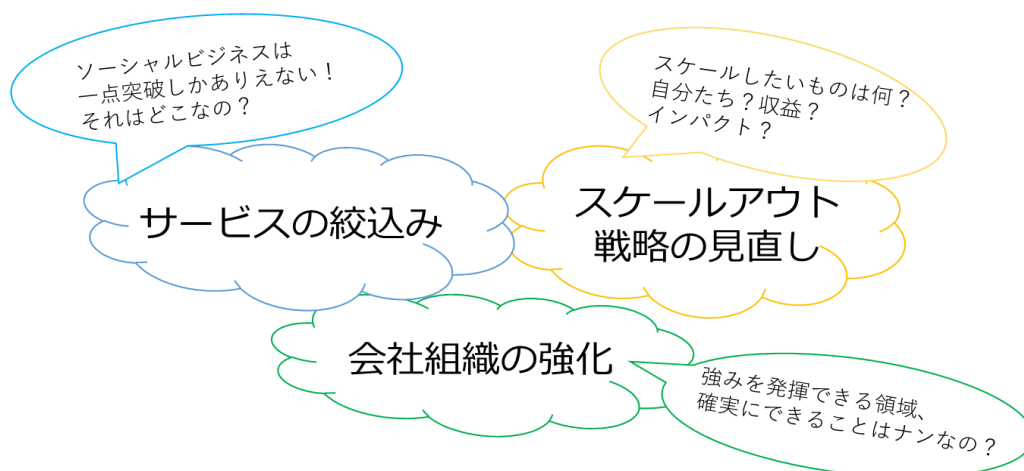 ソーシャルビジネスは
一点突破しかありえない！
それはどこなの？
スケールしたいものは何？
自分たち？収益？
インパクト？
サービスの絞込み
スケールアウト
戦略の見直し
会社組織の強化
強みを発揮できる領域、
確実にできることはナンなの？